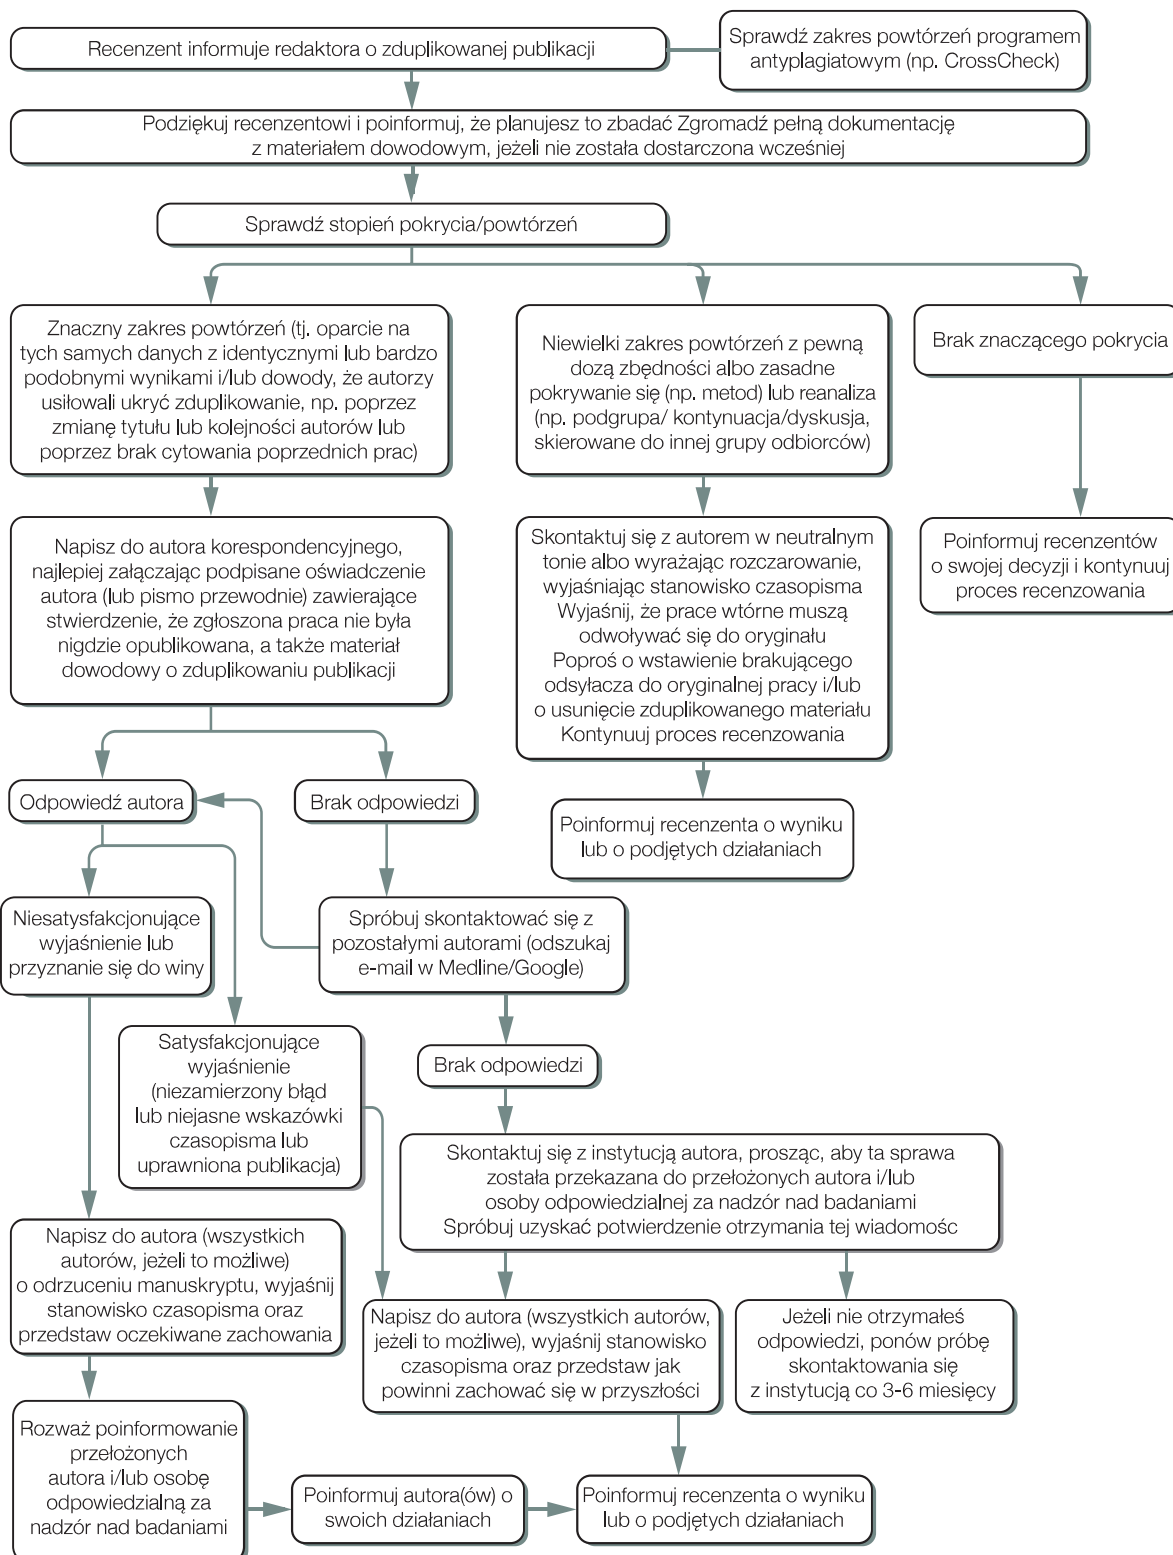 Recenzent informuje redaktora o zduplikowanej publikacji
Sprawdź zakres powtórzeń programem
antyplagiatowym (np. CrossCheck)
Podziękuj recenzentowi i poinformuj, że planujesz to zbadać Zgromadź pełną dokumentację
z materiałem dowodowym, jeżeli nie została dostarczona wcześniej
Sprawdź stopień pokrycia/powtórzeń
Znaczny zakres powtórzeń (tj. oparcie na
tych samych danych z identycznymi lub bardzo
podobnymi wynikami i/lub dowody, że autorzy
usiłowali ukryć zduplikowanie, np. poprzez
zmianę tytułu lub kolejności autorów lub
poprzez brak cytowania poprzednich prac)
Niewielki zakres powtórzeń z pewną
dozą zbędności albo zasadne
pokrywanie się (np. metod) lub reanaliza
(np. podgrupa/ kontynuacja/dyskusja,
skierowane do innej grupy odbiorców)
Brak znaczącego pokrycia
Napisz do autora korespondencyjnego,
najlepiej załączając podpisane oświadczenie
autora (lub pismo przewodnie) zawierające
stwierdzenie, że zgłoszona praca nie była
nigdzie opublikowana, a także materiał
dowodowy o zduplikowaniu publikacji
Skontaktuj się z autorem w neutralnym
tonie albo wyrażając rozczarowanie,
wyjaśniając stanowisko czasopisma
Wyjaśnij, że prace wtórne muszą
odwoływać się do oryginału
Poproś o wstawienie brakującego
odsyłacza do oryginalnej pracy i/lub
o usunięcie zduplikowanego materiału
Kontynuuj proces recenzowania
Poinformuj recenzentów
o swojej decyzji i kontynuuj
proces recenzowania
Odpowiedź autora
Brak odpowiedzi
Poinformuj recenzenta o wyniku
lub o podjętych działaniach
Niesatysfakcjonujące
wyjaśnienie lub
przyznanie się do winy
Spróbuj skontaktować się z
pozostałymi autorami (odszukaj
e-mail w Medline/Google)
Satysfakcjonujące
wyjaśnienie
(niezamierzony błąd
lub niejasne wskazówki
czasopisma lub
uprawniona publikacja)
Brak odpowiedzi
Skontaktuj się z instytucją autora, prosząc, aby ta sprawa
została przekazana do przełożonych autora i/lub
osoby odpowiedzialnej za nadzór nad badaniami
Spróbuj uzyskać potwierdzenie otrzymania tej wiadomośc
Napisz do autora (wszystkich
autorów, jeżeli to możliwe)
o odrzuceniu manuskryptu, wyjaśnij
stanowisko czasopisma oraz
przedstaw oczekiwane zachowania
Napisz do autora (wszystkich autorów,
jeżeli to możliwe), wyjaśnij stanowisko
czasopisma oraz przedstaw jak
powinni zachować się w przyszłości
Jeżeli nie otrzymałeś
odpowiedzi, ponów próbę
skontaktowania się
z instytucją co 3-6 miesięcy
Rozważ poinformowanie
przełożonych
autora i/lub osobę
odpowiedzialną za
nadzór nad badaniami
Poinformuj autora(ów) o
swoich działaniach
Poinformuj recenzenta o wyniku
lub o podjętych działaniach